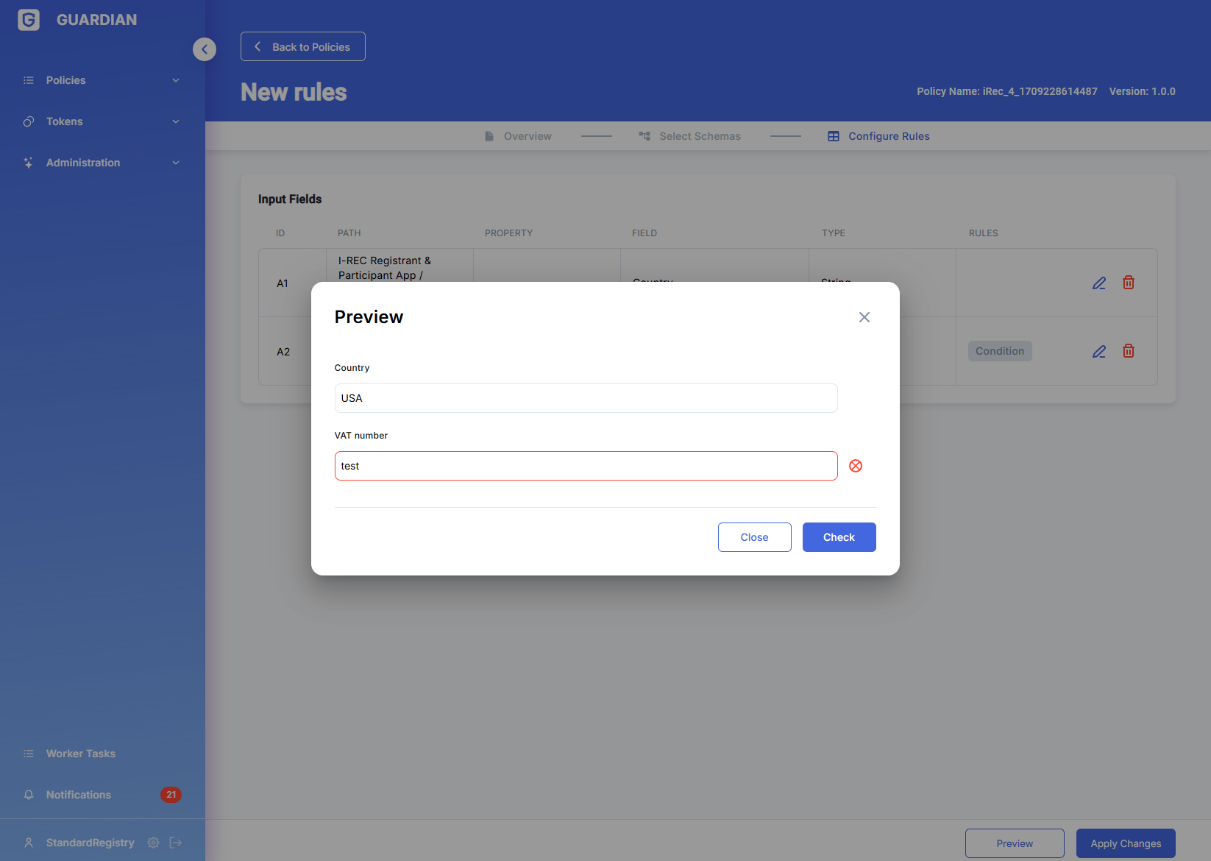 GUARDIAN
Policies
Tokens
Administration
Worker Tasks
Notifications 21
StandardRegistry
Back to Policies
New rules
Policy Name: iRec_4_1709228614487 Version: 1.0.0
Overview Select Schemas Configure Rules
Input Fields
ID PATH PROPERTY FIELD TYPE RULES
I-REC Registrant &
Participant App /
A1 Country String
A2 Condition
Preview
Country
USA
VAT number
test
Close Check
Preview Apply Changes